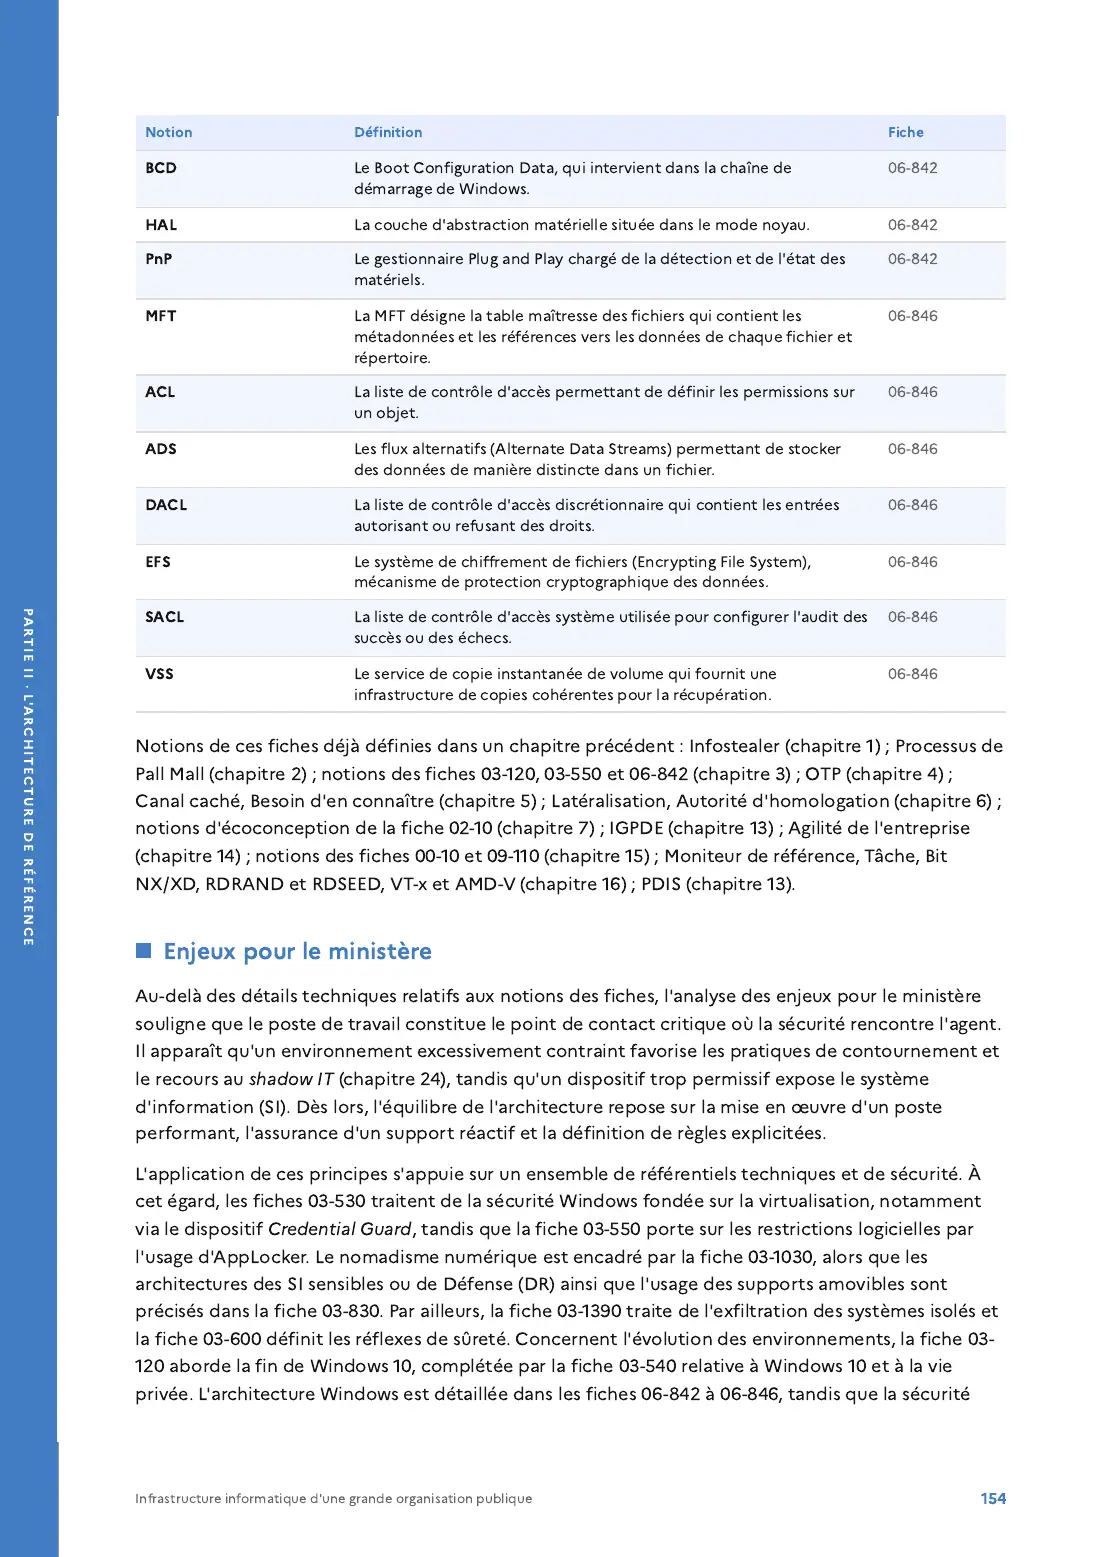 PARTIE II · L'ARCHITECTURE DE RÉFÉRENCE
Notion Définition Fiche
BCD Le Boot Configuration Data, qui intervient dans la chaîne de 06-842
démarrage de Windows.
HAL La couche d'abstraction matérielle située dans le mode noyau. 06-842
PnP Le gestionnaire Plug and Play chargé de la détection et de l'état des 06-842
matériels.
MFT La MFT désigne la table maîtresse des fichiers qui contient les 06-846
métadonnées et les références vers les données de chaque fichier et
répertoire.
ACL La liste de contrôle d'accès permettant de définir les permissions sur 06-846
un objet.
ADS Les flux alternatifs (Alternate Data Streams) permettant de stocker 06-846
des données de manière distincte dans un fichier.
DACL La liste de contrôle d'accès discrétionnaire qui contient les entrées 06-846
autorisant ou refusant des droits.
EFS Le système de chiffrement de fichiers (Encrypting File System), 06-846
mécanisme de protection cryptographique des données.
SACL La liste de contrôle d'accès système utilisée pour configurer l'audit des 06-846
succès ou des échecs.
VSS Le service de copie instantanée de volume qui fournit une 06-846
infrastructure de copies cohérentes pour la récupération.
Notions de ces fiches déjà définies dans un chapitre précédent : Infostealer (chapitre 1) ; Processus de
Pall Mall (chapitre 2) ; notions des fiches 03-120, 03-550 et 06-842 (chapitre 3) ; OTP (chapitre 4) ;
Canal caché, Besoin d'en connaître (chapitre 5) ; Latéralisation, Autorité d'homologation (chapitre 6) ;
notions d'écoconception de la fiche 02-10 (chapitre 7) ; IGPDE (chapitre 13) ; Agilité de l'entreprise
(chapitre 14) ; notions des fiches 00-10 et 09-110 (chapitre 15) ; Moniteur de référence, Tâche, Bit
NX/XD, RDRAND et RDSEED, VT-x et AMD-V (chapitre 16) ; PDIS (chapitre 13).
Enjeux pour le ministère
Au-delà des détails techniques relatifs aux notions des fiches, l'analyse des enjeux pour le ministère
souligne que le poste de travail constitue le point de contact critique où la sécurité rencontre l'agent.
Il apparaît qu'un environnement excessivement contraint favorise les pratiques de contournement et
le recours au shadow IT (chapitre 24), tandis qu'un dispositif trop permissif expose le système
d'information (SI). Dès lors, l'équilibre de l'architecture repose sur la mise en œuvre d'un poste
performant, l'assurance d'un support réactif et la définition de règles explicitées.
L'application de ces principes s'appuie sur un ensemble de référentiels techniques et de sécurité. À
cet égard, les fiches 03-530 traitent de la sécurité Windows fondée sur la virtualisation, notamment
via le dispositif Credential Guard, tandis que la fiche 03-550 porte sur les restrictions logicielles par
l'usage d'AppLocker. Le nomadisme numérique est encadré par la fiche 03-1030, alors que les
architectures des SI sensibles ou de Défense (DR) ainsi que l'usage des supports amovibles sont
précisés dans la fiche 03-830. Par ailleurs, la fiche 03-1390 traite de l'exfiltration des systèmes isolés et
la fiche 03-600 définit les réflexes de sûreté. Concernent l'évolution des environnements, la fiche 03-
120 aborde la fin de Windows 10, complétée par la fiche 03-540 relative à Windows 10 et à la vie
privée. L'architecture Windows est détaillée dans les fiches 06-842 à 06-846, tandis que la sécurité
Infrastructure informatique d'une grande organisation publique 154